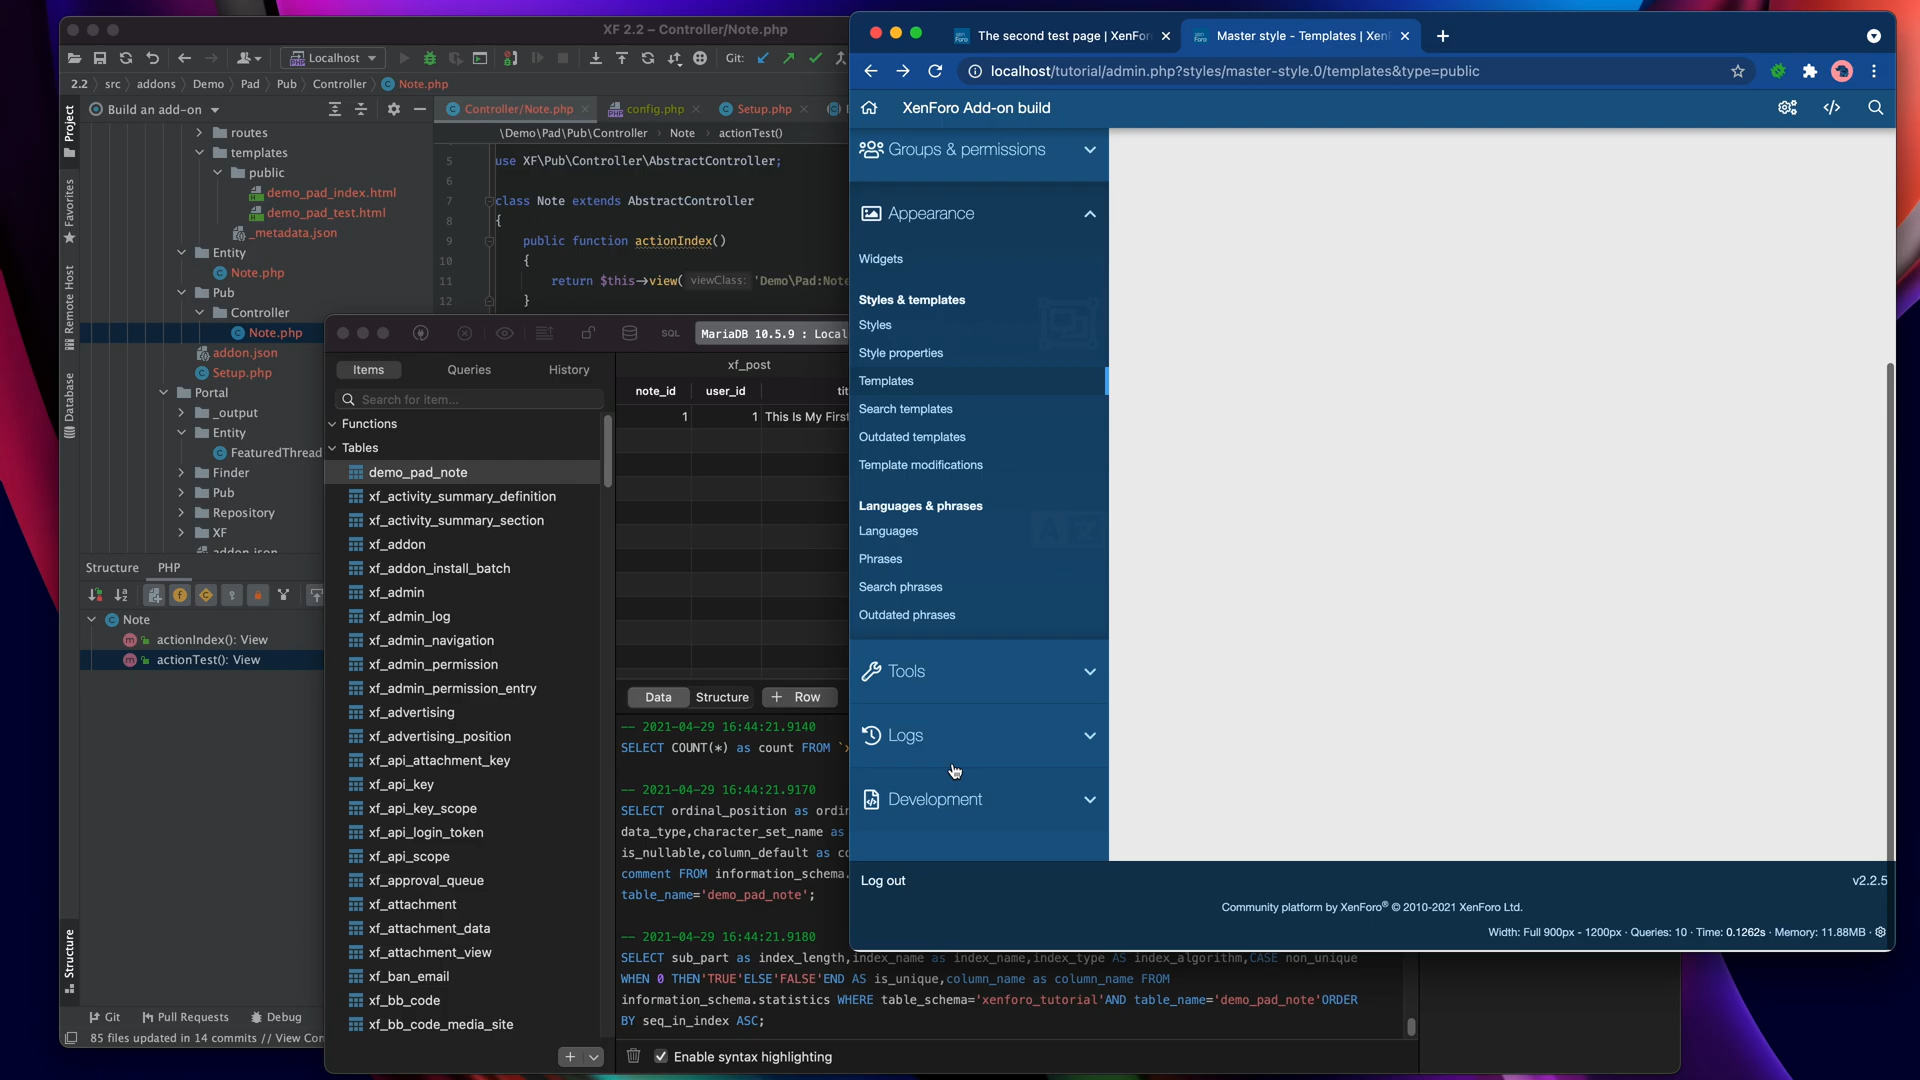 XF 2.2 – Controller/Note.php
Localhost
Git:
2.2 src addons Demo Pad Pub Controller Note.php
Project
Favorites
Remote Host
Database
Structure
Build an add-on
Controller/Note.php
config.php
Setup.php
routes
templates
public
demo_pad_index.html
demo_pad_test.html
_metadata.json
Entity
Note.php
Pub
Controller
Note.php
addon.json
Setup.php
Portal
_output
Entity
FeaturedThread
Finder
Pub
Repository
XF
addon.json
\Demo\Pad\Pub\Controller Note actionTest()
5 use XF\Pub\Controller\AbstractController;
6
7 class Note extends AbstractController
8 {
9 public function actionIndex()
10 {
11 return $this→view( viewClass: 'Demo\Pad:Note
12 }
Structure PHP
Note
actionIndex(): View
actionTest(): View
Git Pull Requests Debug
85 files updated in 14 commits // View Con
SQL MariaDB 10.5.9 : Local
Items Queries History
Search for item...
Functions
Tables
demo_pad_note
xf_activity_summary_definition
xf_activity_summary_section
xf_addon
xf_addon_install_batch
xf_admin
xf_admin_log
xf_admin_navigation
xf_admin_permission
xf_admin_permission_entry
xf_advertising
xf_advertising_position
xf_api_attachment_key
xf_api_key
xf_api_key_scope
xf_api_login_token
xf_api_scope
xf_approval_queue
xf_attachment
xf_attachment_data
xf_attachment_view
xf_ban_email
xf_bb_code
xf_bb_code_media_site
xf_post
note_id user_id tit
1 1 This Is My First
Data Structure + Row
-- 2021-04-29 16:44:21.9140
SELECT COUNT(*) as count FROM `x
-- 2021-04-29 16:44:21.9170
SELECT ordinal_position as ordin
data_type,character_set_name as
is_nullable,column_default as co
comment FROM information_schema.
table_name='demo_pad_note';
-- 2021-04-29 16:44:21.9180
SELECT sub_part as index_length,index_name as index_name,index_type AS index_algorithm,CASE non_unique
WHEN 0 THEN'TRUE'ELSE'FALSE'END AS is_unique,column_name as column_name FROM
information_schema.statistics WHERE table_schema='xenforo_tutorial'AND table_name='demo_pad_note'ORDER
BY seq_in_index ASC;
Enable syntax highlighting
The second test page | XenFor
Master style - Templates | Xen
localhost/tutorial/admin.php?styles/master-style.0/templates&type=public
XenForo Add-on build
Groups & permissions
Appearance
Widgets
Styles & templates
Styles
Style properties
Templates
Search templates
Outdated templates
Template modifications
Languages & phrases
Languages
Phrases
Search phrases
Outdated phrases
Tools
Logs
Development
Log out
v2.2.5
Community platform by XenForo® © 2010-2021 XenForo Ltd.
Width: Full 900px - 1200px · Queries: 10 · Time: 0.1262s · Memory: 11.88MB ·